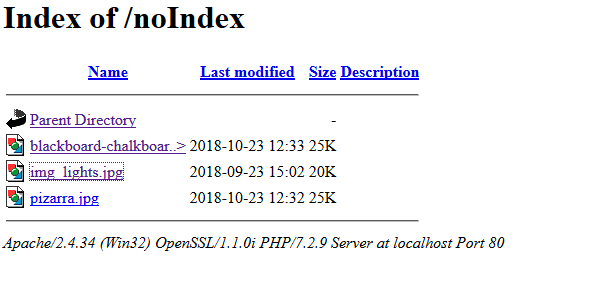 Index of /noIndex
Name Last modified Size Description
Parent Directory -
blackboard-chalkboar..> 2018-10-23 12:33 25K
img_lights.jpg 2018-09-23 15:02 20K
pizarra.jpg 2018-10-23 12:32 25K
Apache/2.4.34 (Win32) OpenSSL/1.1.0i PHP/7.2.9 Server at localhost Port 80